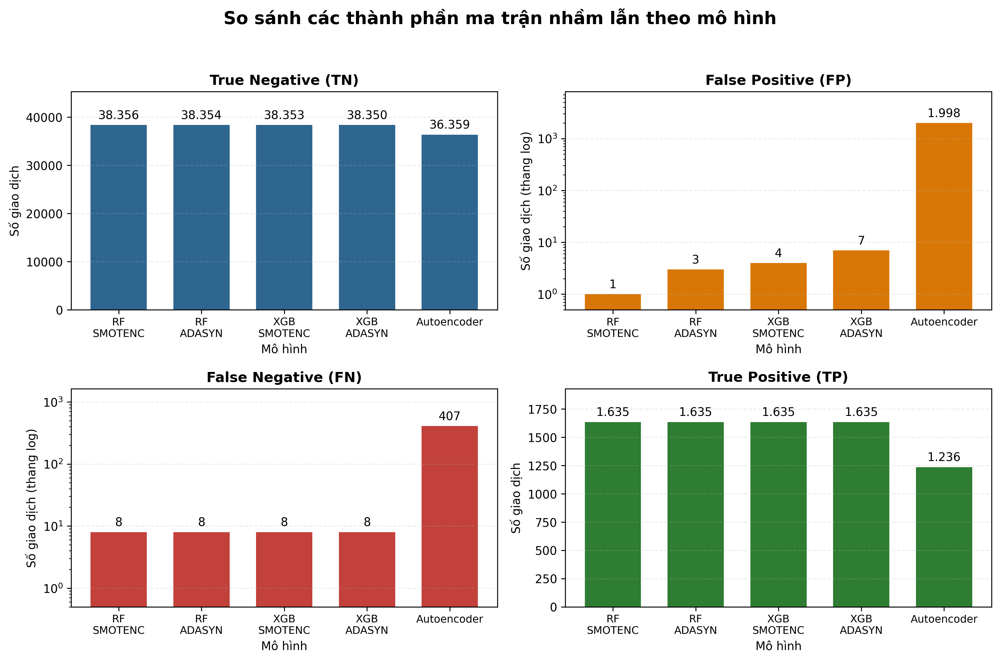 So sánh các thành phần ma trận nhầm lẫn theo mô hình
True Negative (TN)
Số giao dịch
40000
30000
20000
10000
0
38.356
38.354
38.353
38.350
36.359
RF
SMOTENC
RF
ADASYN
XGB
SMOTENC
XGB
ADASYN
Autoencoder
Mô hình
False Positive (FP)
Số giao dịch (thang log)
10³
10²
10¹
10⁰
1
3
4
7
1.998
RF
SMOTENC
RF
ADASYN
XGB
SMOTENC
XGB
ADASYN
Autoencoder
Mô hình
False Negative (FN)
Số giao dịch (thang log)
10³
10²
10¹
10⁰
8
8
8
8
407
RF
SMOTENC
RF
ADASYN
XGB
SMOTENC
XGB
ADASYN
Autoencoder
Mô hình
True Positive (TP)
Số giao dịch
1750
1500
1250
1000
750
500
250
0
1.635
1.635
1.635
1.635
1.236
RF
SMOTENC
RF
ADASYN
XGB
SMOTENC
XGB
ADASYN
Autoencoder
Mô hình